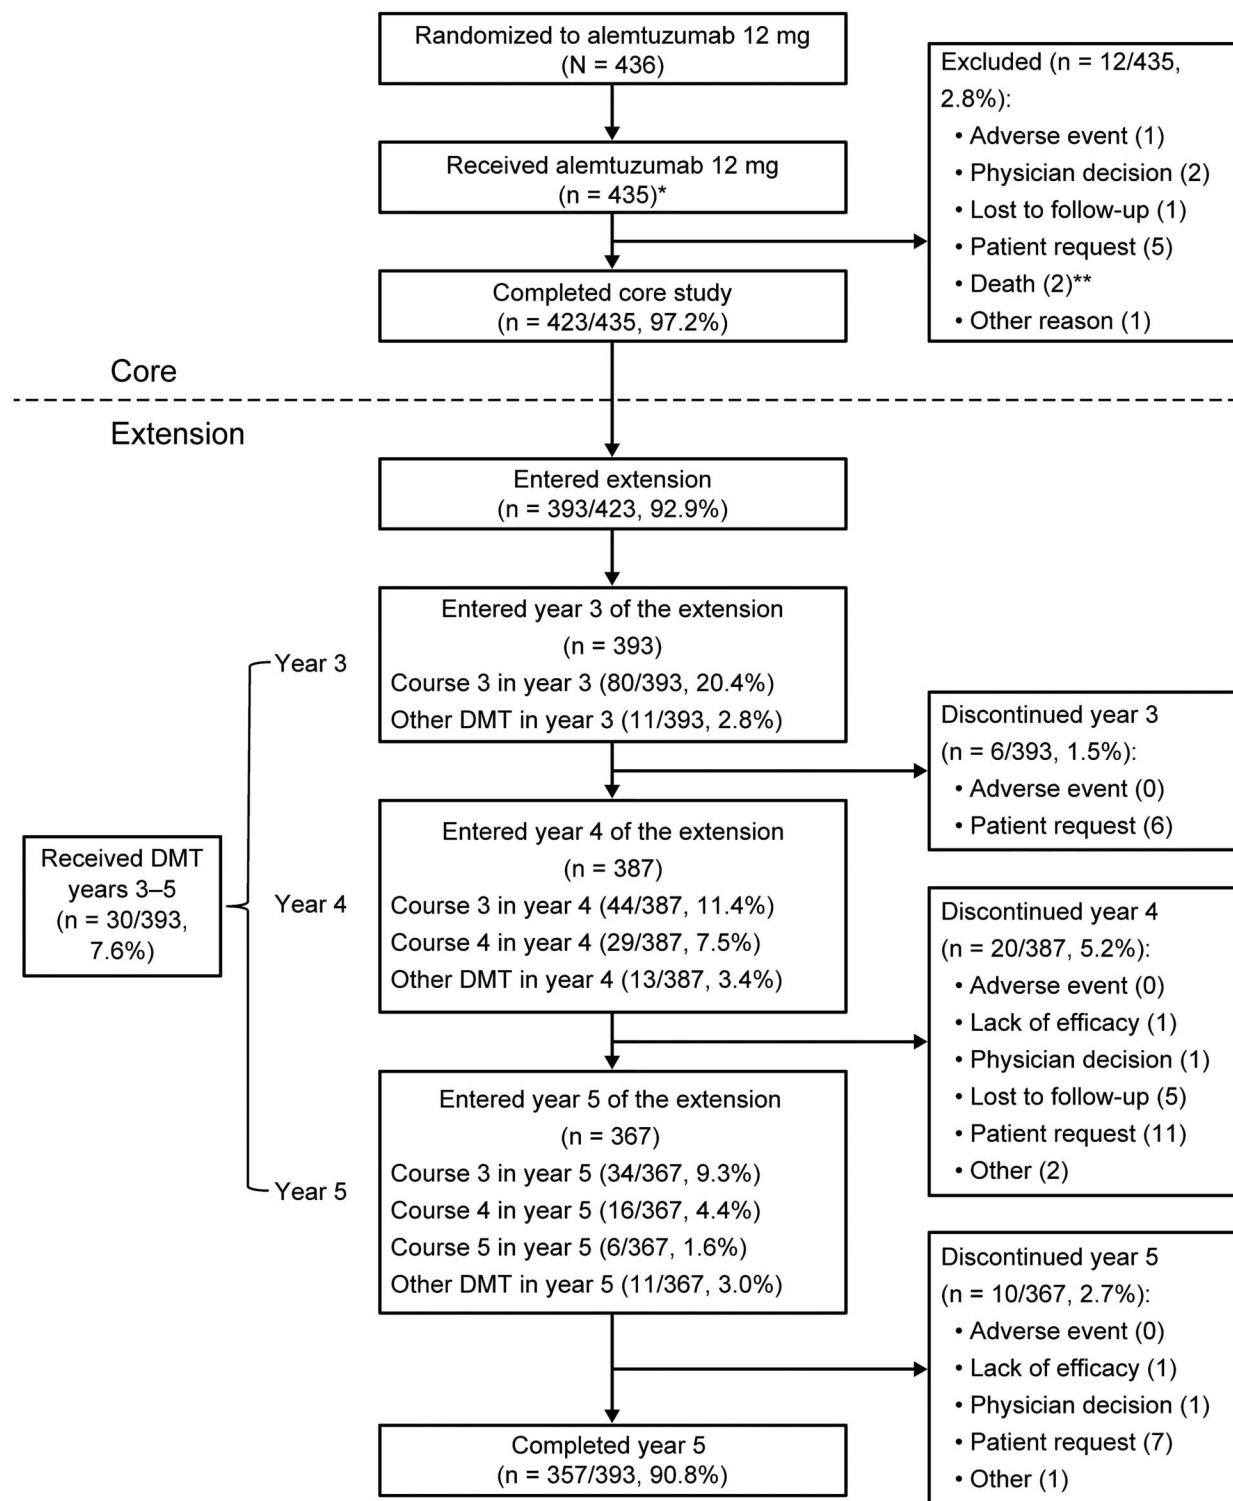 Randomized to alemtuzumab 12 mg
(N = 436)
Received alemtuzumab 12 mg
(n = 435)*
Excluded (n = 12/435,
2.8%):
• Adverse event (1)
• Physician decision (2)
• Lost to follow-up (1)
• Patient request (5)
• Death (2)**
• Other reason (1)
Completed core study
(n = 423/435, 97.2%)
Core
Extension
Entered extension
(n = 393/423, 92.9%)
Year 3
Entered year 3 of the extension
(n = 393)
Course 3 in year 3 (80/393, 20.4%)
Other DMT in year 3 (11/393, 2.8%)
Discontinued year 3
(n = 6/393, 1.5%):
• Adverse event (0)
• Patient request (6)
Received DMT
years 3–5
(n = 30/393,
7.6%)
Year 4
Entered year 4 of the extension
(n = 387)
Course 3 in year 4 (44/387, 11.4%)
Course 4 in year 4 (29/387, 7.5%)
Other DMT in year 4 (13/387, 3.4%)
Discontinued year 4
(n = 20/387, 5.2%):
• Adverse event (0)
• Lack of efficacy (1)
• Physician decision (1)
• Lost to follow-up (5)
• Patient request (11)
• Other (2)
Year 5
Entered year 5 of the extension
(n = 367)
Course 3 in year 5 (34/367, 9.3%)
Course 4 in year 5 (16/367, 4.4%)
Course 5 in year 5 (6/367, 1.6%)
Other DMT in year 5 (11/367, 3.0%)
Discontinued year 5
(n = 10/367, 2.7%):
• Adverse event (0)
• Lack of efficacy (1)
• Physician decision (1)
• Patient request (7)
• Other (1)
Completed year 5
(n = 357/393, 90.8%)